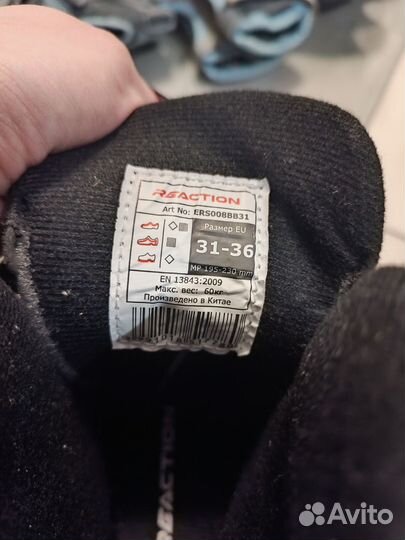 REACTION
Art No: ERS008BB31
Размер EU
31-36
MP 195-230 mm
EN 13843:2009
Макс. вес: 60кг
Произведено в Китае
REACTION
Avito